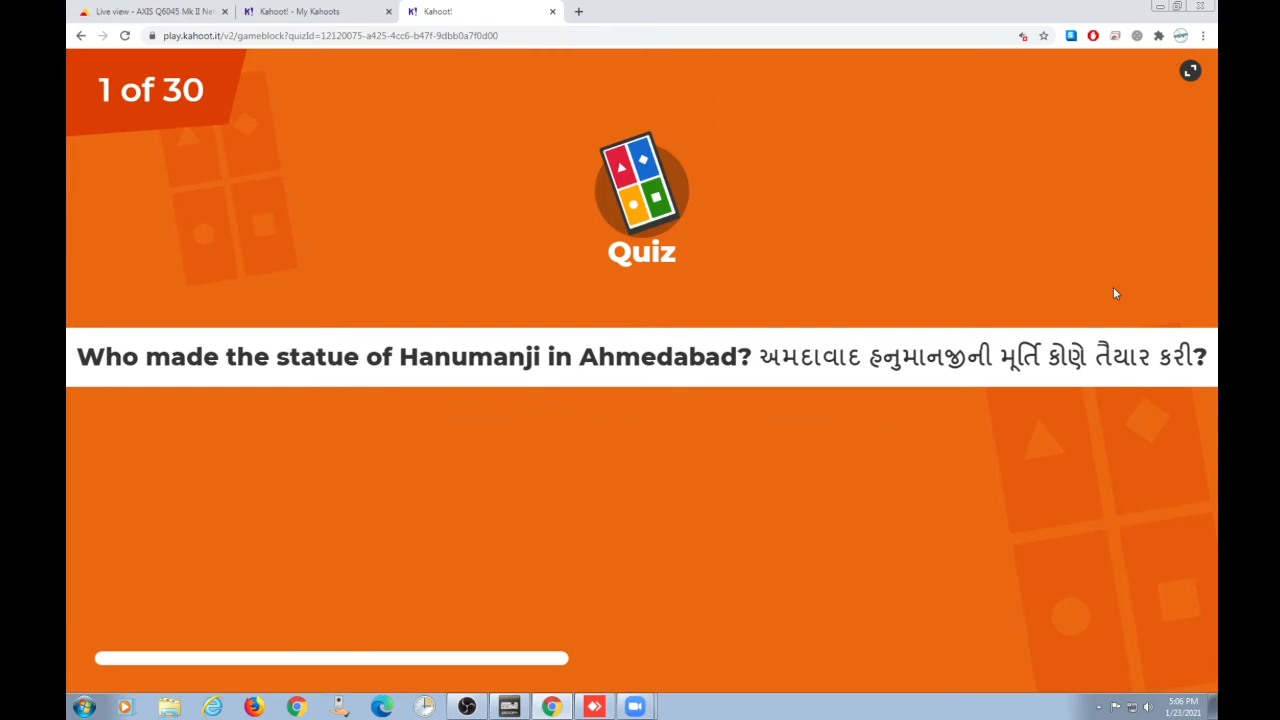 Live view - AXIS Q6045 Mk II Net
Kahoot! - My Kahoots
Kahoot!
play.kahoot.it/v2/gameblock?quizId=12120075-a425-4cc6-b47f-9dbb0a7f0d00
1 of 30
Quiz
Who made the statue of Hanumanji in Ahmedabad? અમદાવાદ હનુમાનજીની મૂર્તિ કોણે તૈયાર કરી?
5:06 PM
1/23/2021